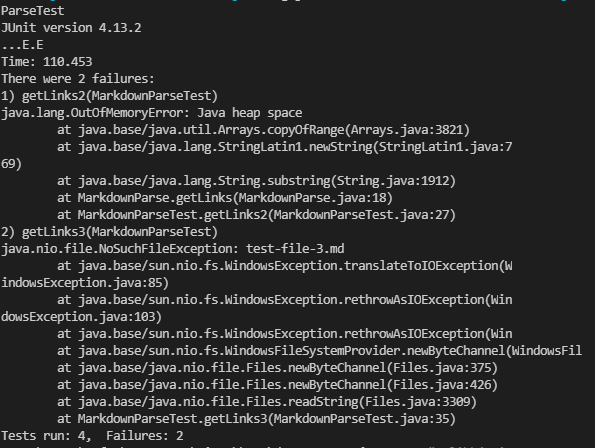 ParseTest
JUnit version 4.13.2
...E.E
Time: 110.453
There were 2 failures:
1) getLinks2(MarkdownParseTest)
java.lang.OutOfMemoryError: Java heap space
        at java.base/java.util.Arrays.copyOfRange(Arrays.java:3821)
        at java.base/java.lang.StringLatin1.newString(StringLatin1.java:7
69)
        at java.base/java.lang.String.substring(String.java:1912)
        at MarkdownParse.getLinks(MarkdownParse.java:18)
        at MarkdownParseTest.getLinks2(MarkdownParseTest.java:27)
2) getLinks3(MarkdownParseTest)
java.nio.file.NoSuchFileException: test-file-3.md
        at java.base/sun.nio.fs.WindowsException.translateToIOException(W
indowsException.java:85)
        at java.base/sun.nio.fs.WindowsException.rethrowAsIOException(Win
dowsException.java:103)
        at java.base/sun.nio.fs.WindowsException.rethrowAsIOException(Win
        at java.base/sun.nio.fs.WindowsFileSystemProvider.newByteChannel(WindowsFil
        at java.base/java.nio.file.Files.newByteChannel(Files.java:375)
        at java.base/java.nio.file.Files.newByteChannel(Files.java:426)
        at java.base/java.nio.file.Files.readString(Files.java:3309)
        at MarkdownParseTest.getLinks3(MarkdownParseTest.java:35)
Tests run: 4,  Failures: 2